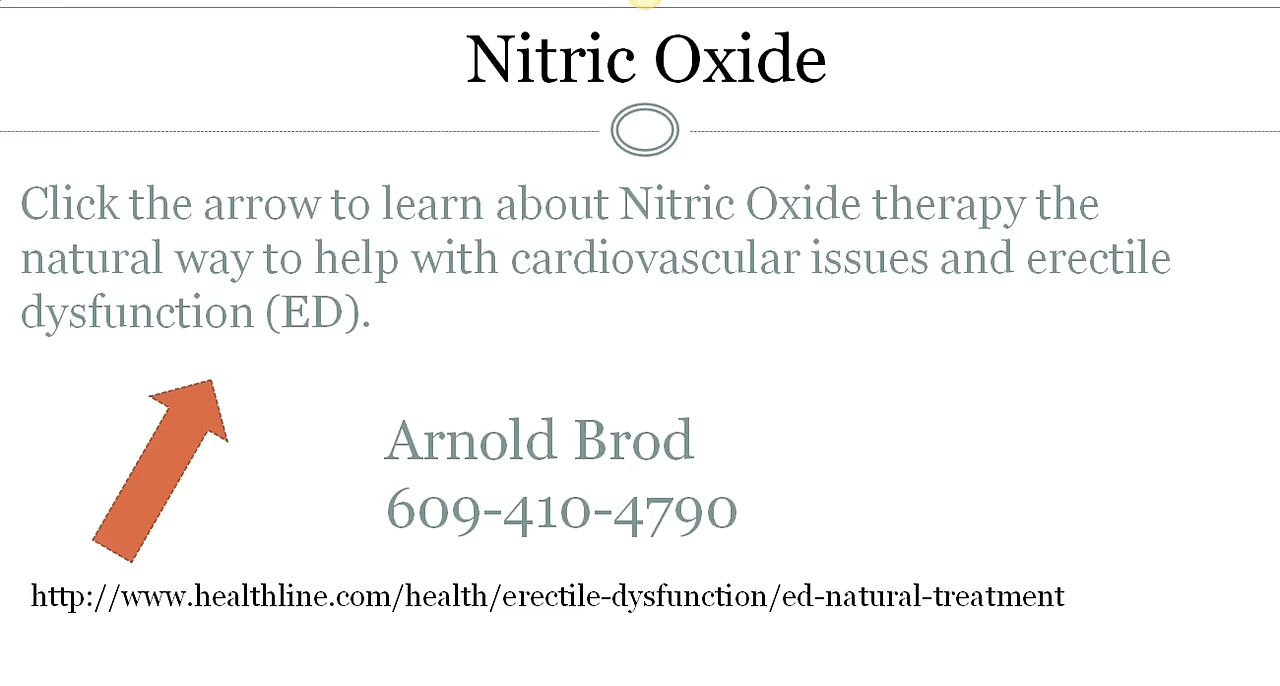 Nitric Oxide
Click the arrow to learn about Nitric Oxide therapy the
natural way to help with cardiovascular issues and erectile
dysfunction (ED).
Arnold Brod
609-410-4790
http://www.healthline.com/health/erectile-dysfunction/ed-natural-treatment